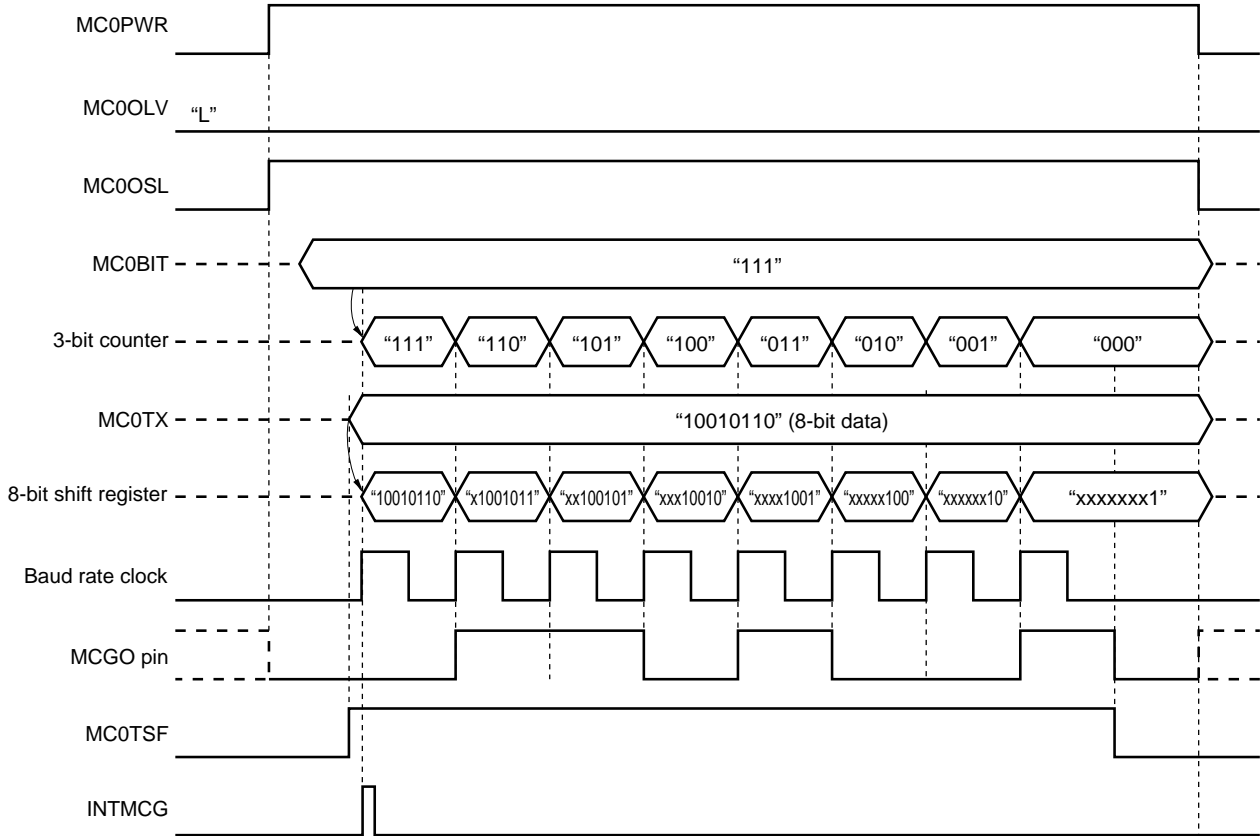 MC0PWR
MC0OLV “L”
MC0OSL
MC0BIT “111”
3-bit counter “111” “110” “101” “100” “011” “010” “001” “000”
MC0TX “10010110” (8-bit data)
8-bit shift register “10010110” “x1001011” “xx100101” “xxx10010” “xxxx1001” “xxxxx100” “xxxxxx10” “xxxxxxx1”
Baud rate clock
MCGO pin
MC0TSF
INTMCG